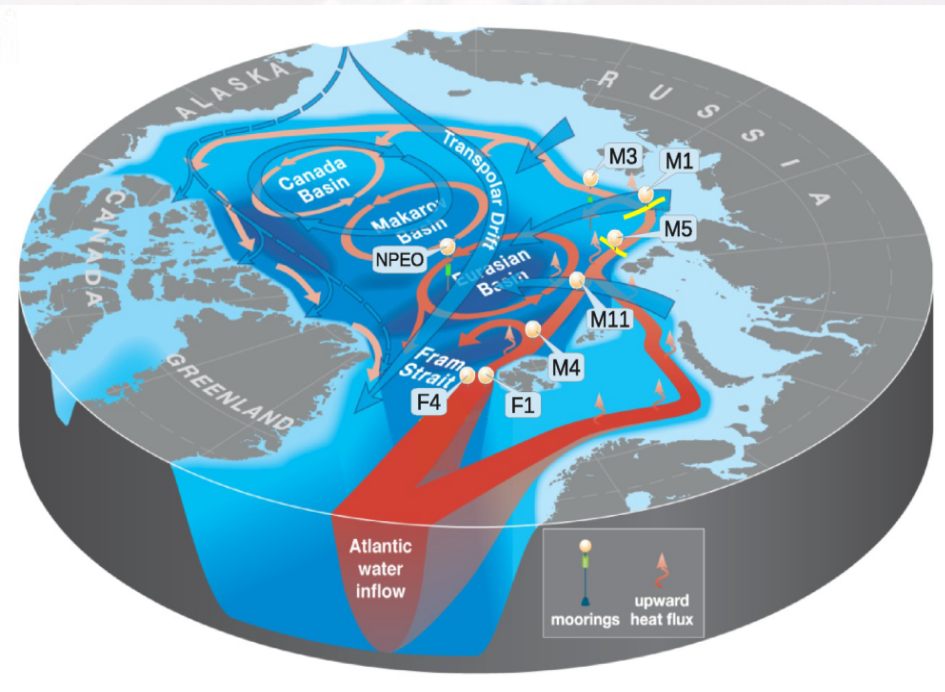 ALASKA
RUSSIA
CANADA
GREENLAND
Transpolar Drift
Canada
Basin
Makarov
Basin
NPEO
Eurasian
Basin
M3
M1
M5
M11
M4
Fram
Strait
F4
F1
Atlantic
water
inflow
moorings
upward
heat flux